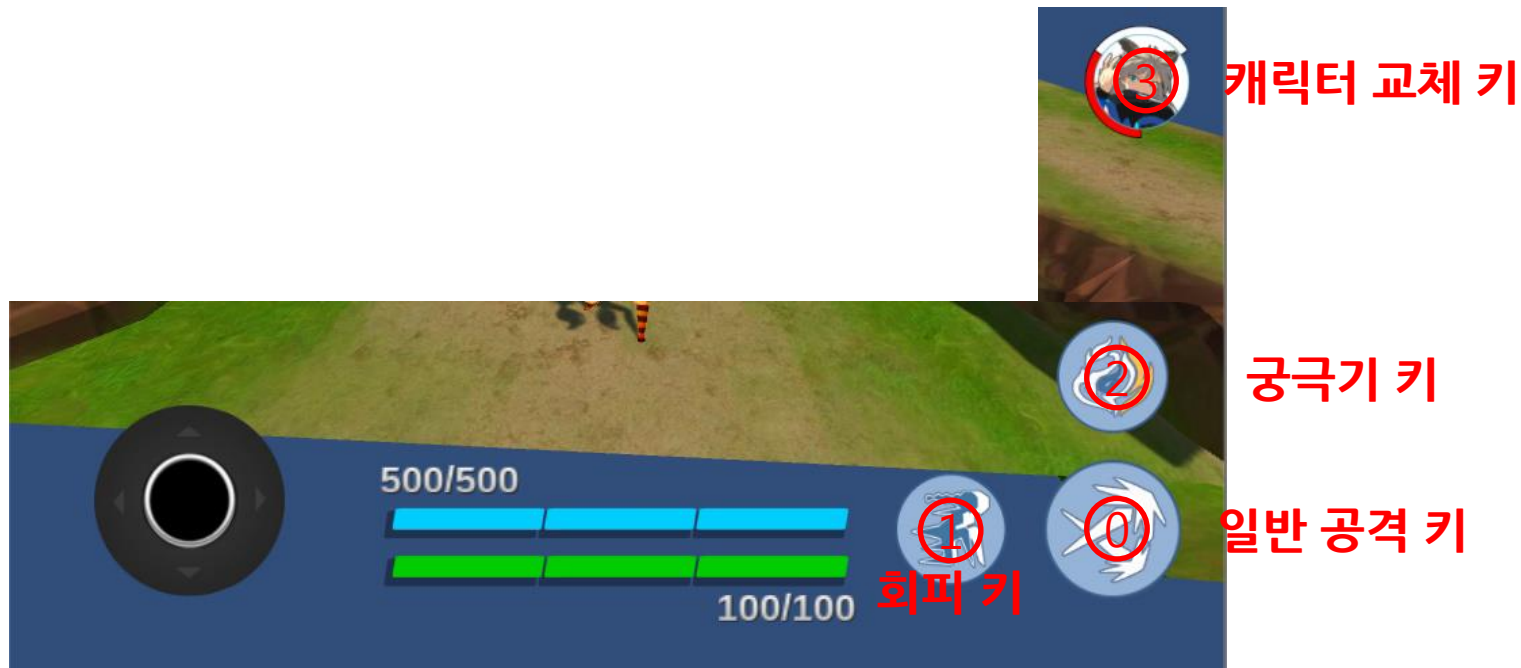 3 캐릭터 교체 키
2 궁극기 키
500/500
1 0 일반 공격 키
회피 키
100/100